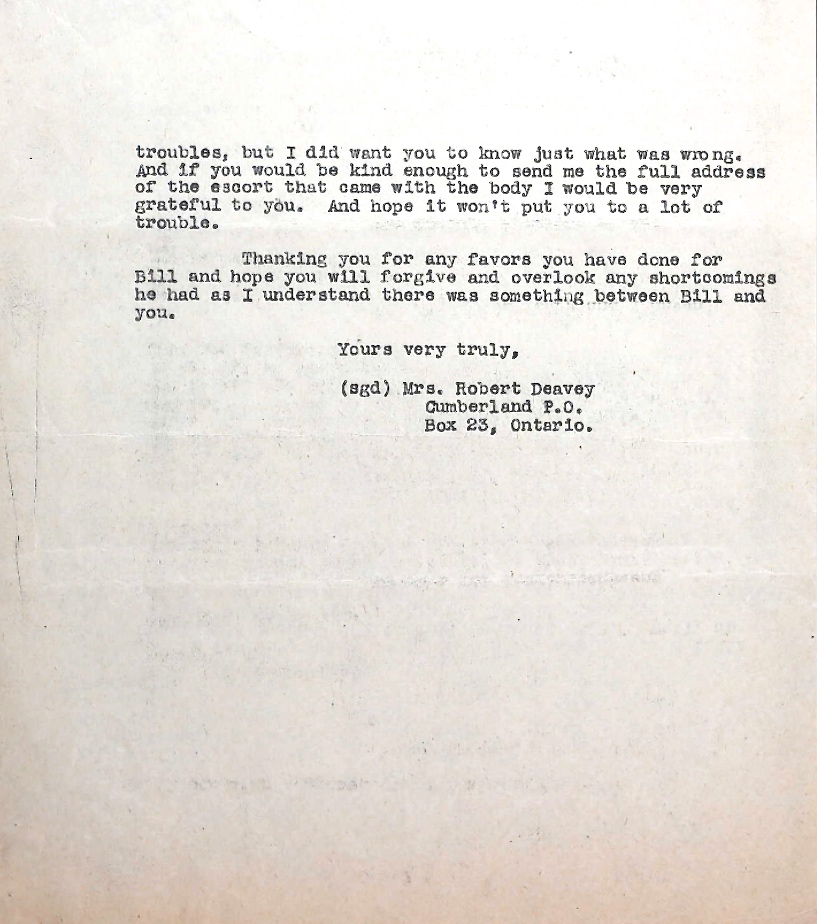 troubles, but I did want you to know just what was wrong.
And if you would be kind enough to send me the full address
of the escort that came with the body I would be very
grateful to you.  And hope it won't put you to a lot of
trouble.
Thanking you for any favors you have done for
Bill and hope you will forgive and overlook any shortcomings
he had as I understand there was something between Bill and
you.
Yours very truly,
(sgd) Mrs. Robert Deavey
Cumberland P.O.
Box 23, Ontario.